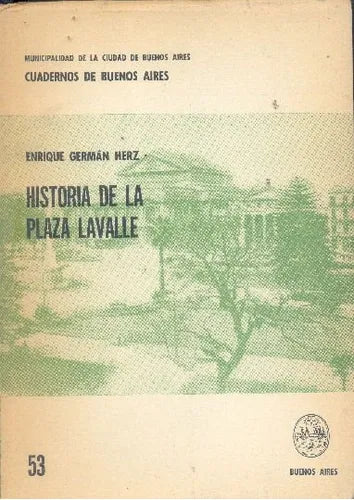 MUNICIPALIDAD DE LA CIUDAD DE BUENOS AIRES
CUADERNOS DE BUENOS AIRES
ENRIQUE GERMÁN HERZ
HISTORIA DE LA
PLAZA LAVALLE
53
BUENOS AIRES